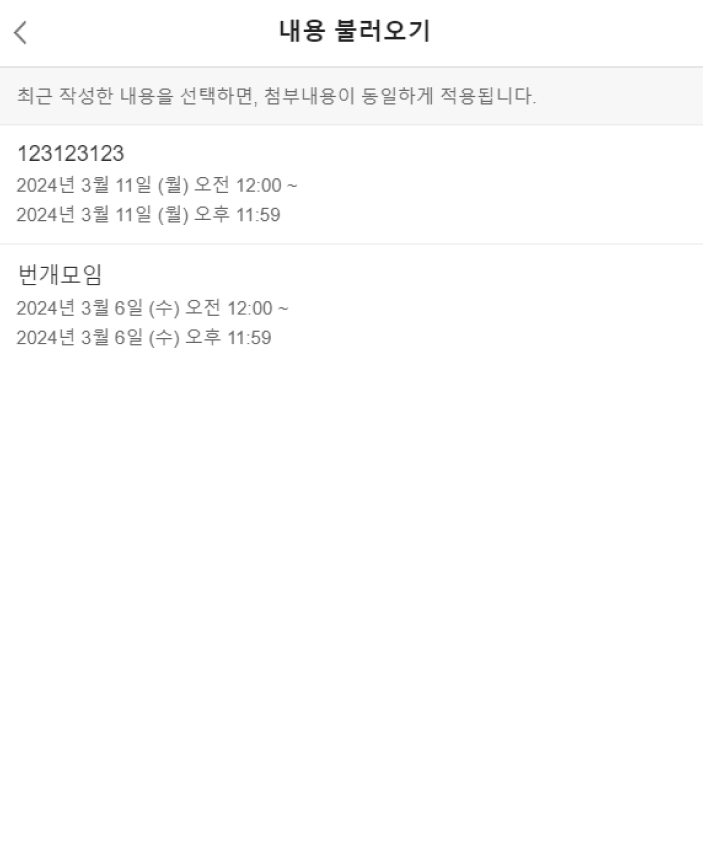 내용 불러오기
최근 작성한 내용을 선택하면, 첨부내용이 동일하게 적용됩니다.
123123123
2024년 3월 11일 (월) 오전 12:00 ~
2024년 3월 11일 (월) 오후 11:59
번개모임
2024년 3월 6일 (수) 오전 12:00 ~
2024년 3월 6일 (수) 오후 11:59